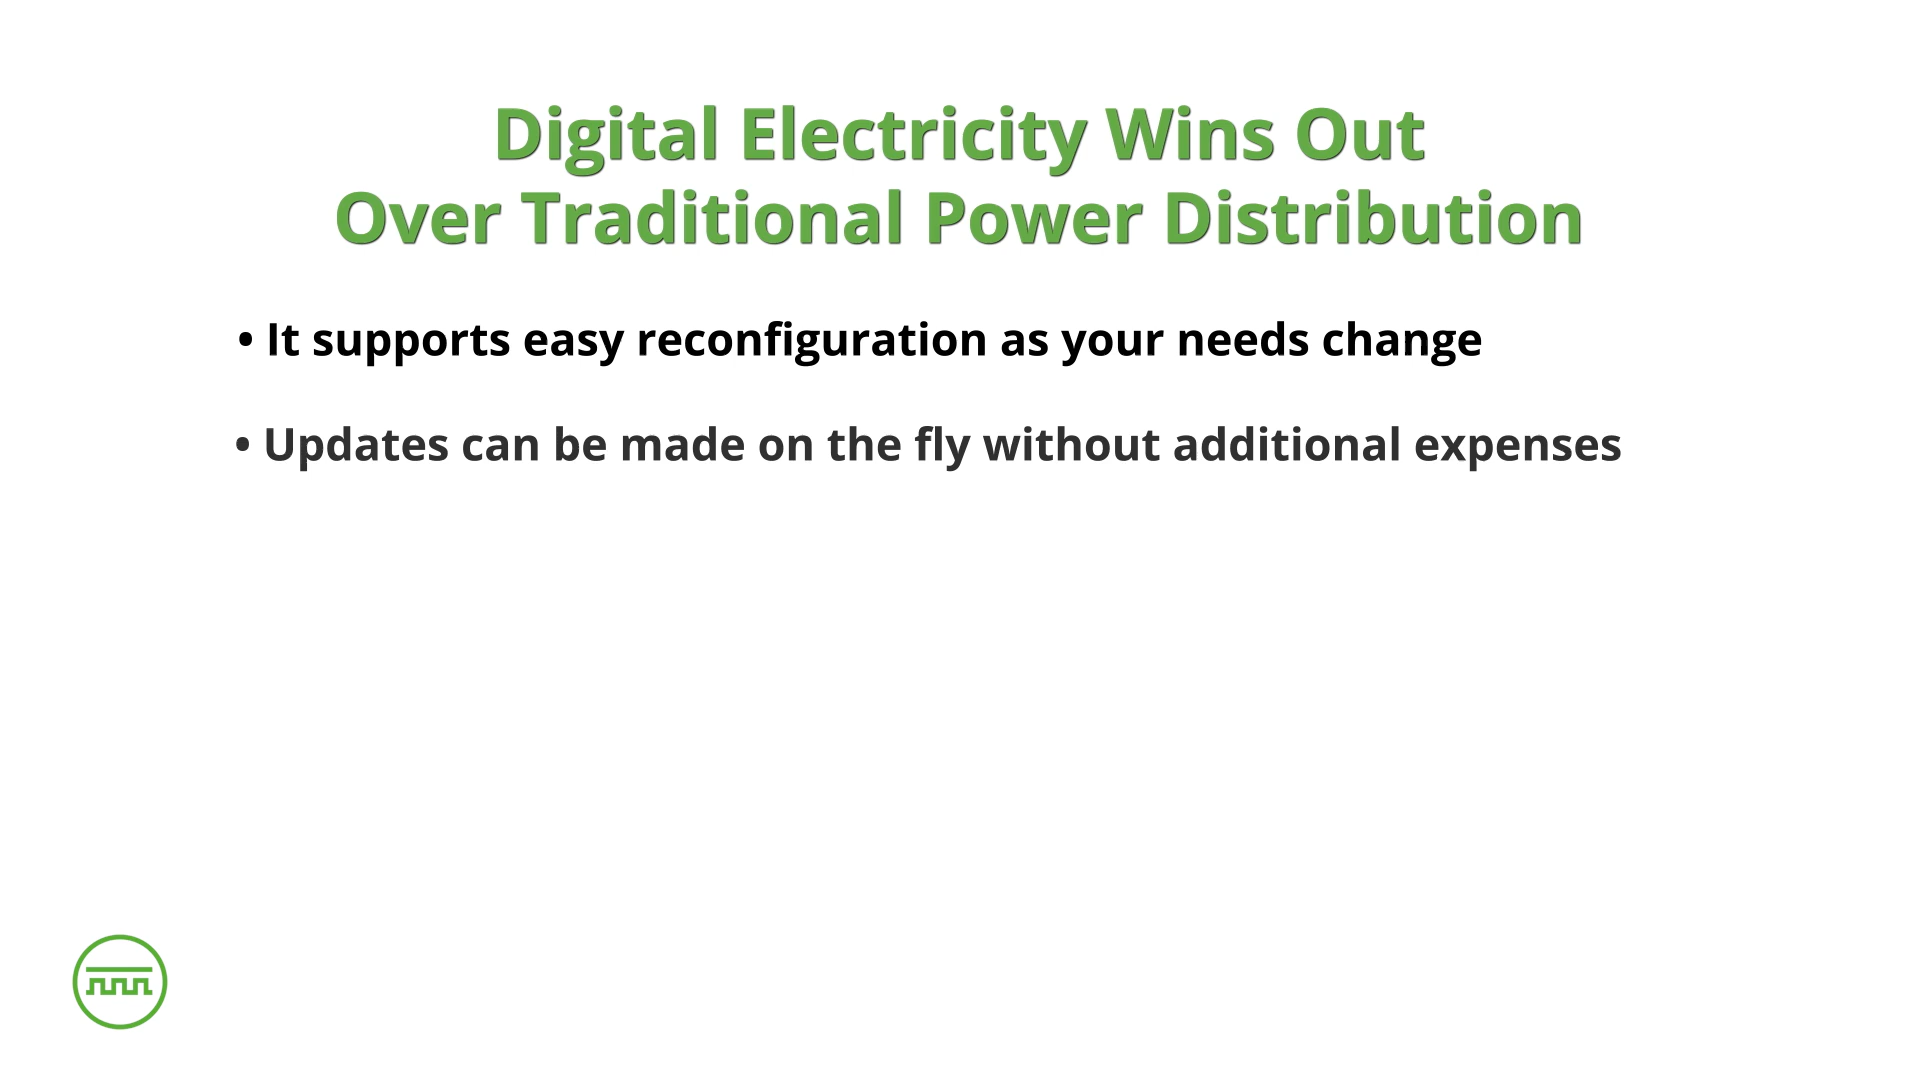 Digital Electricity Wins Out
Over Traditional Power Distribution
• It supports easy reconfiguration as your needs change
• Updates can be made on the fly without additional expenses